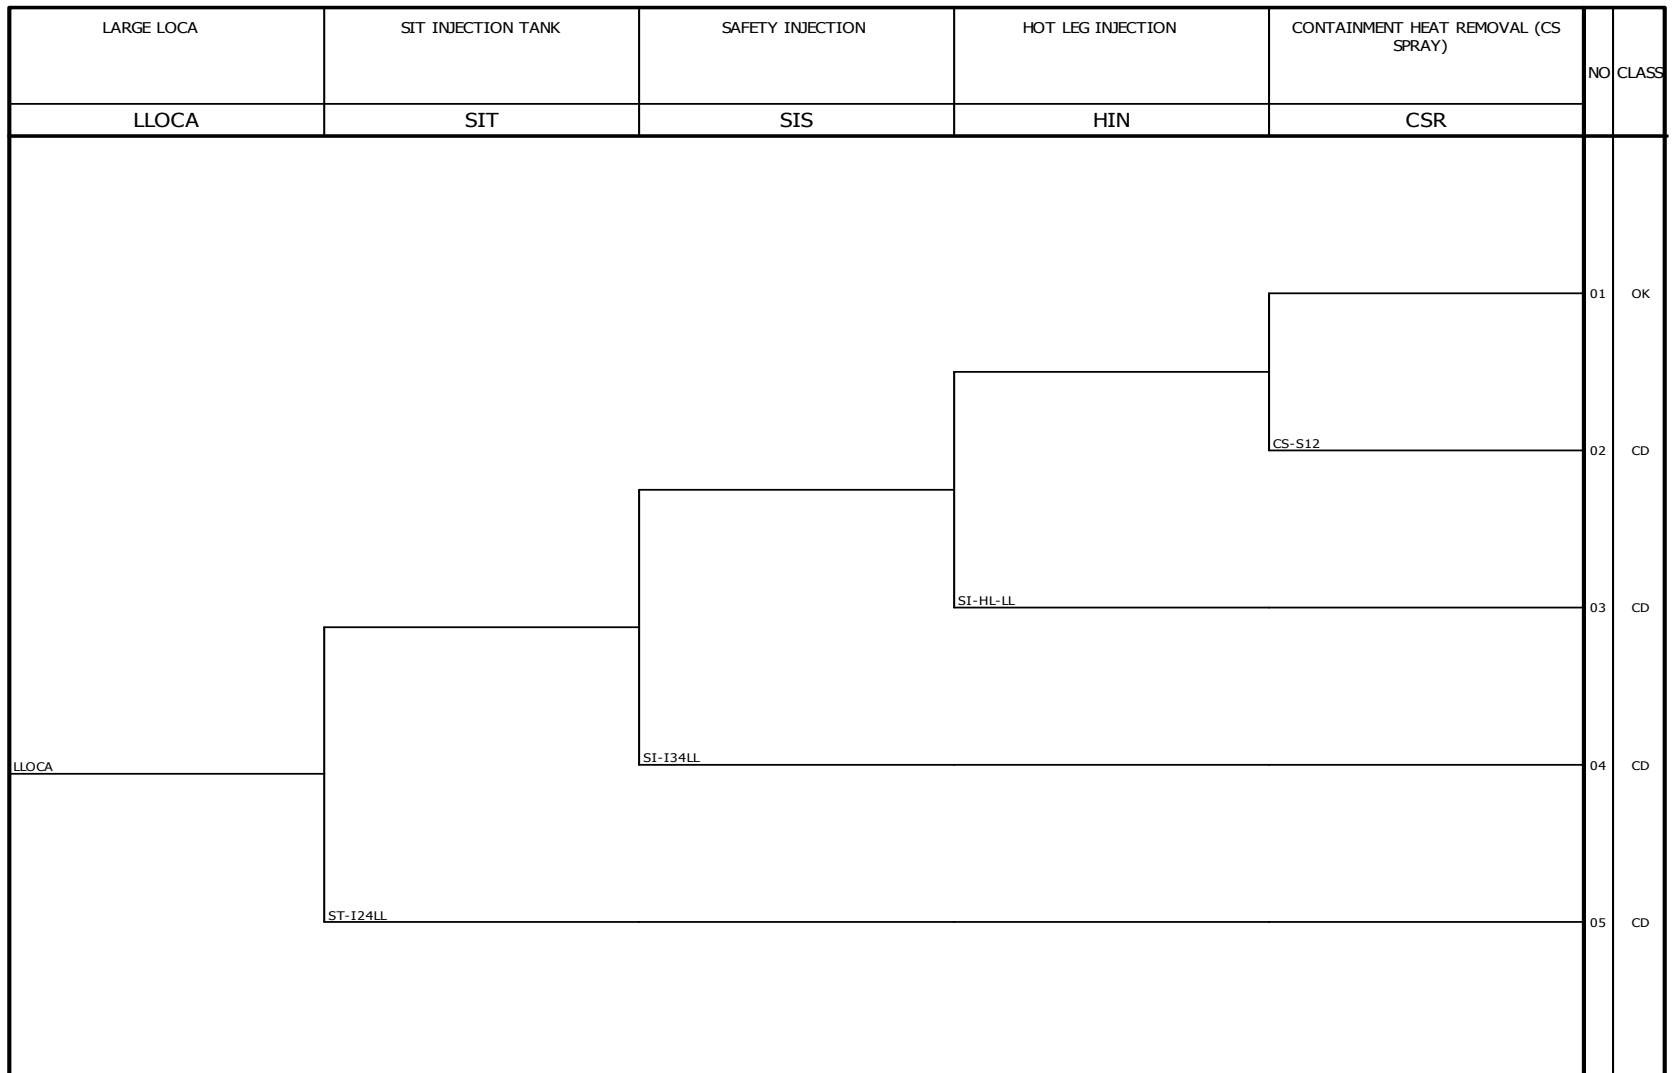 LARGE LOCA
SIT INJECTION TANK
SAFETY INJECTION
HOT LEG INJECTION
CONTAINMENT HEAT REMOVAL (CS
SPRAY)
NO
CLASS
LLOCA
SIT
SIS
HIN
CSR
01
OK
CS-S12
02
CD
SI-HL-LL
03
CD
SI-I34LL
04
CD
LLOCA
ST-I24LL
05
CD